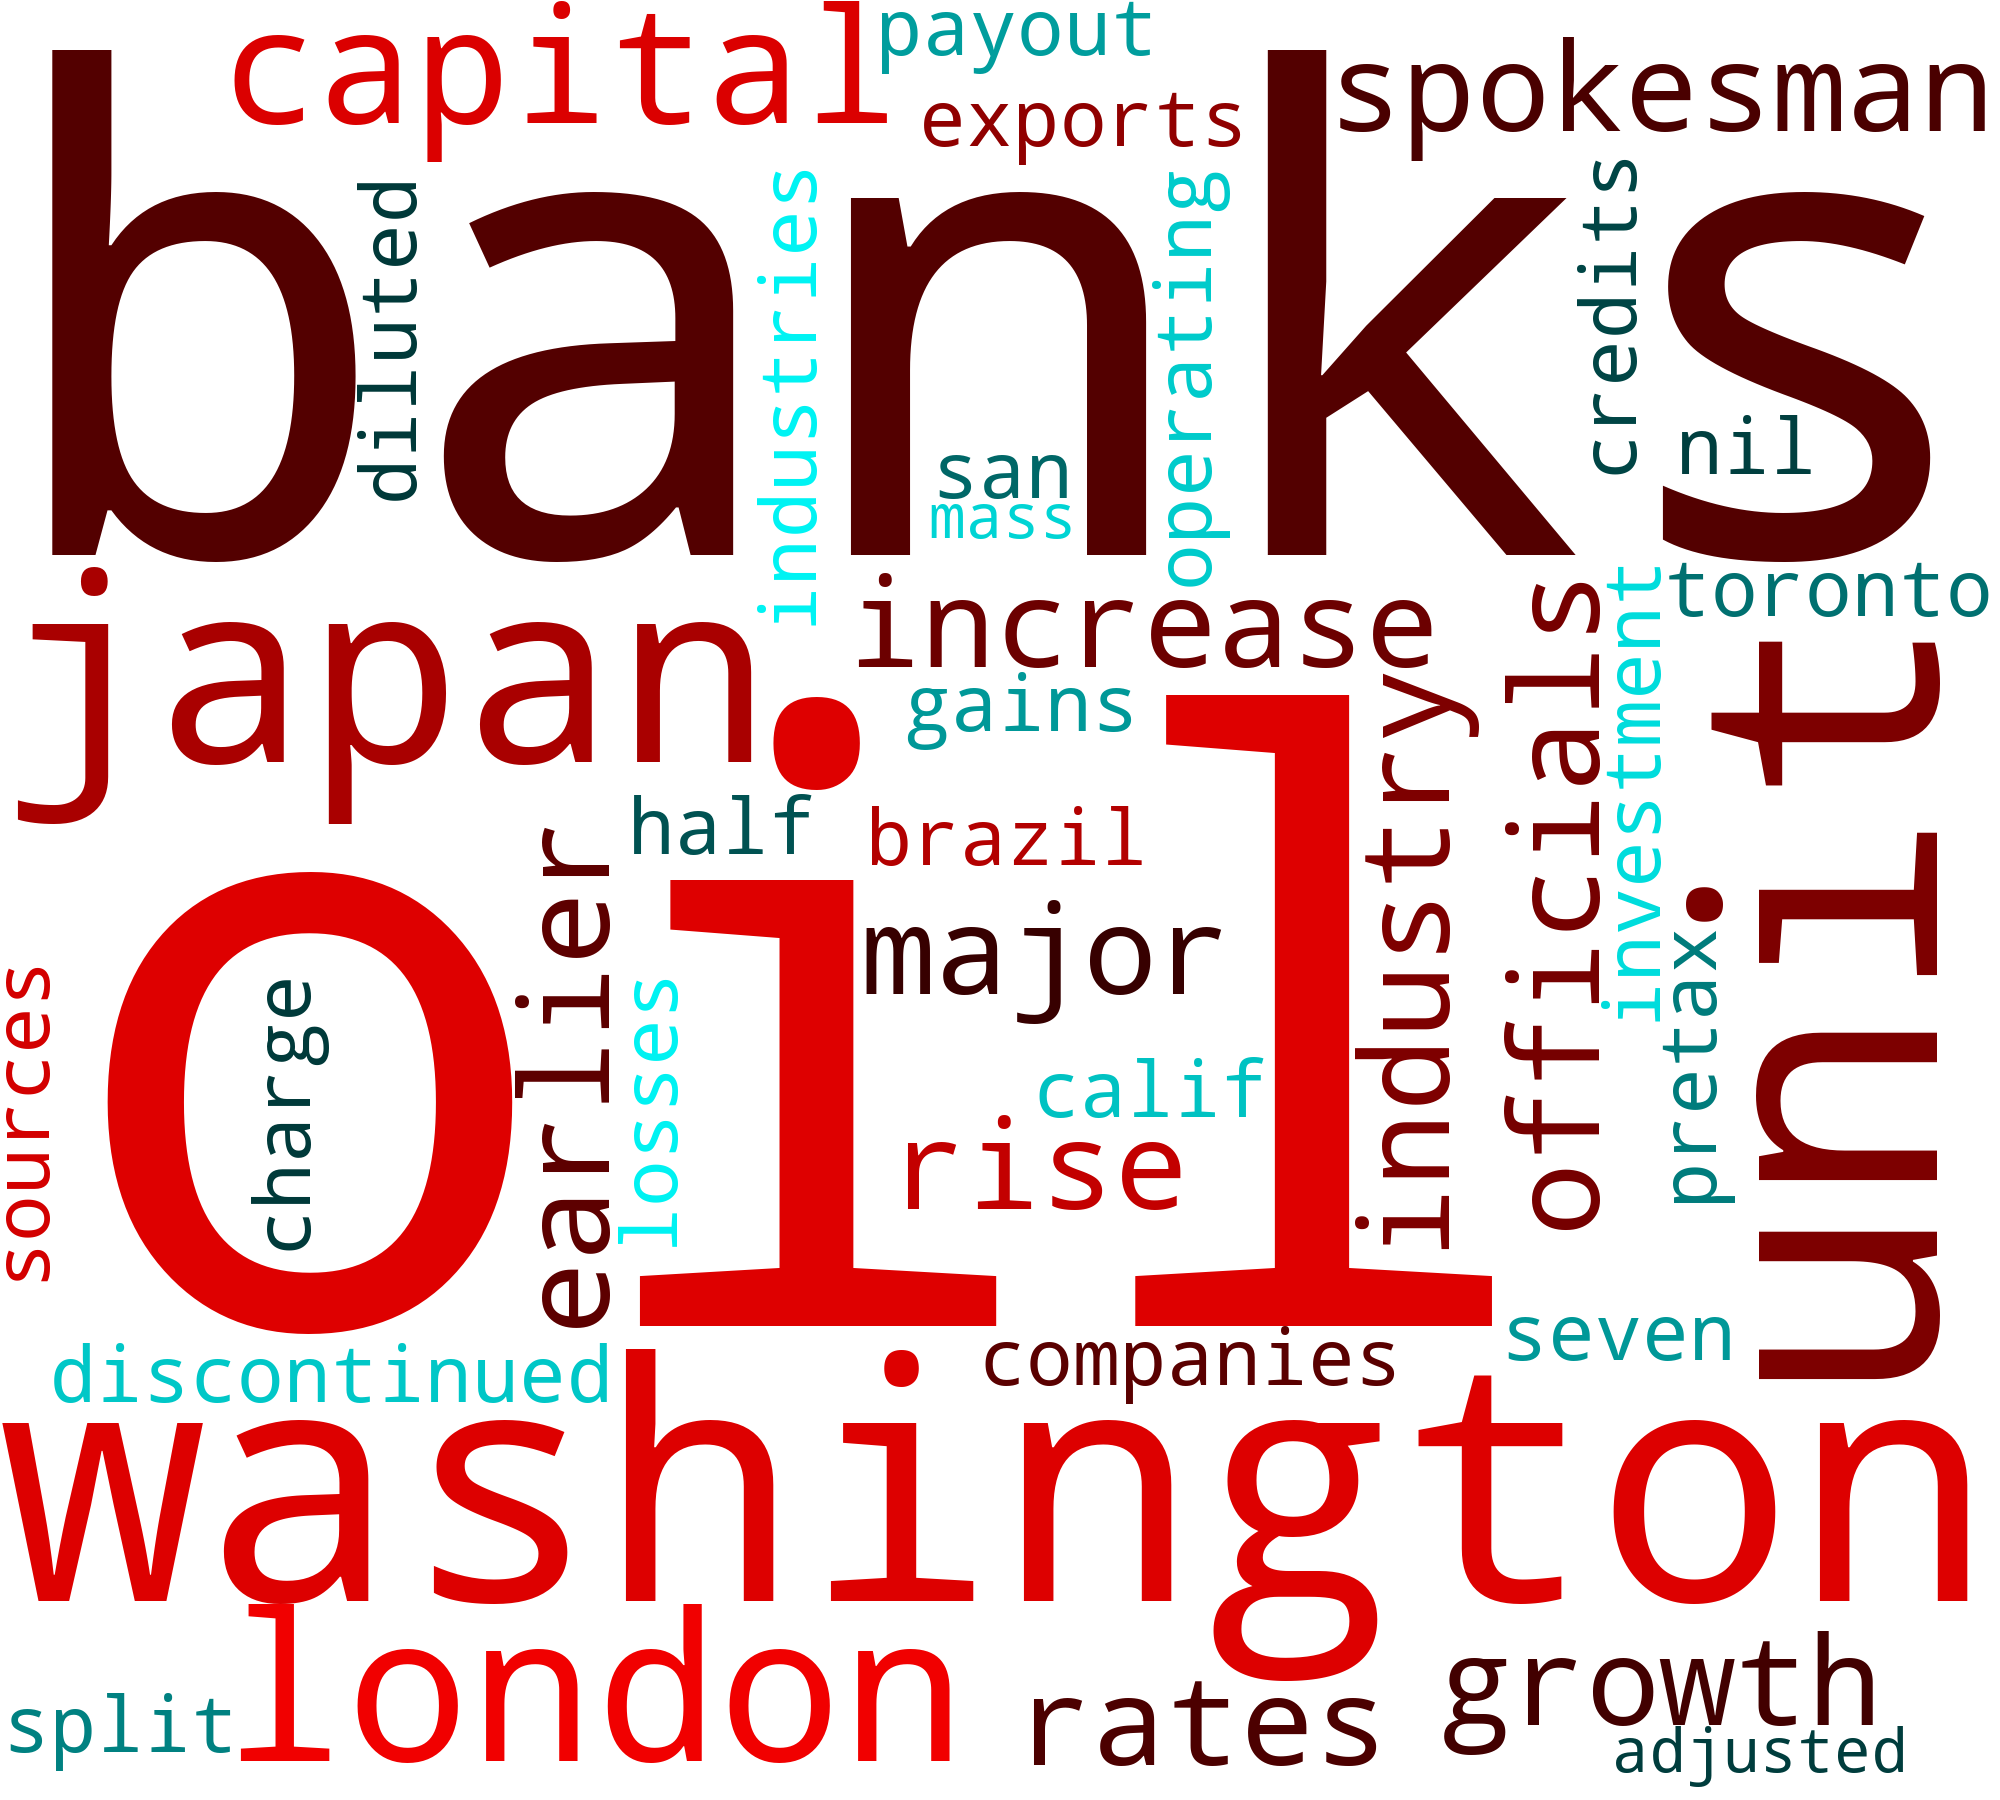 capital
payout
exports
spokesman
banks
diluted
industries
operating
credits
nil
san
mass
japan
increase
toronto
gains
officials
investment
industry
unit
half
brazil
oil
earlier
major
sources
charge
losses
calif
rise
pretax
discontinued
companies
seven
washington
london
split
rates
growth
adjusted